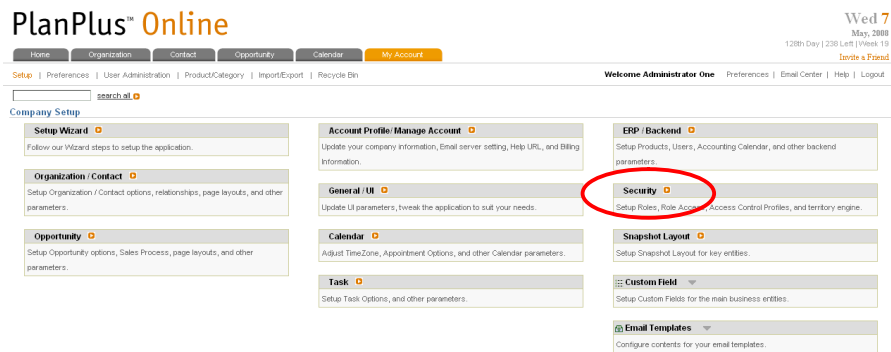 PlanPlus™ Online
Wed 7
May, 2008
128th Day | 238 Left | Week 19
Invite a Friend
Home Organization Contact Opportunity Calendar My Account
Setup | Preferences | User Administration | Product/Category | Import/Export | Recycle Bin
Welcome Administrator One Preferences | Email Center | Help | Logout
search all
Company Setup
Setup Wizard
Follow our Wizard steps to setup the application.
Organization / Contact
Setup Organization / Contact options, relationships, page layouts, and other
parameters.
Opportunity
Setup Opportunity options, Sales Process, page layouts, and other
parameters.
Account Profile/Manage Account
Update your company information, Email server setting, Help URL, and Billing
Information.
General / UI
Update UI parameters, tweak the application to suit your needs.
Calendar
Adjust TimeZone, Appointment Options, and other Calendar parameters.
Task
Setup Task Options, and other parameters.
ERP / Backend
Setup Products, Users, Accounting Calendar, and other backend
parameters.
Security
Setup Roles, Role Access, Access Control Profiles, and territory engine.
Snapshot Layout
Setup Snapshot Layout for key entities.
Custom Field
Setup Custom Fields for the main business entities.
Email Templates
Configure contents for your email templates.